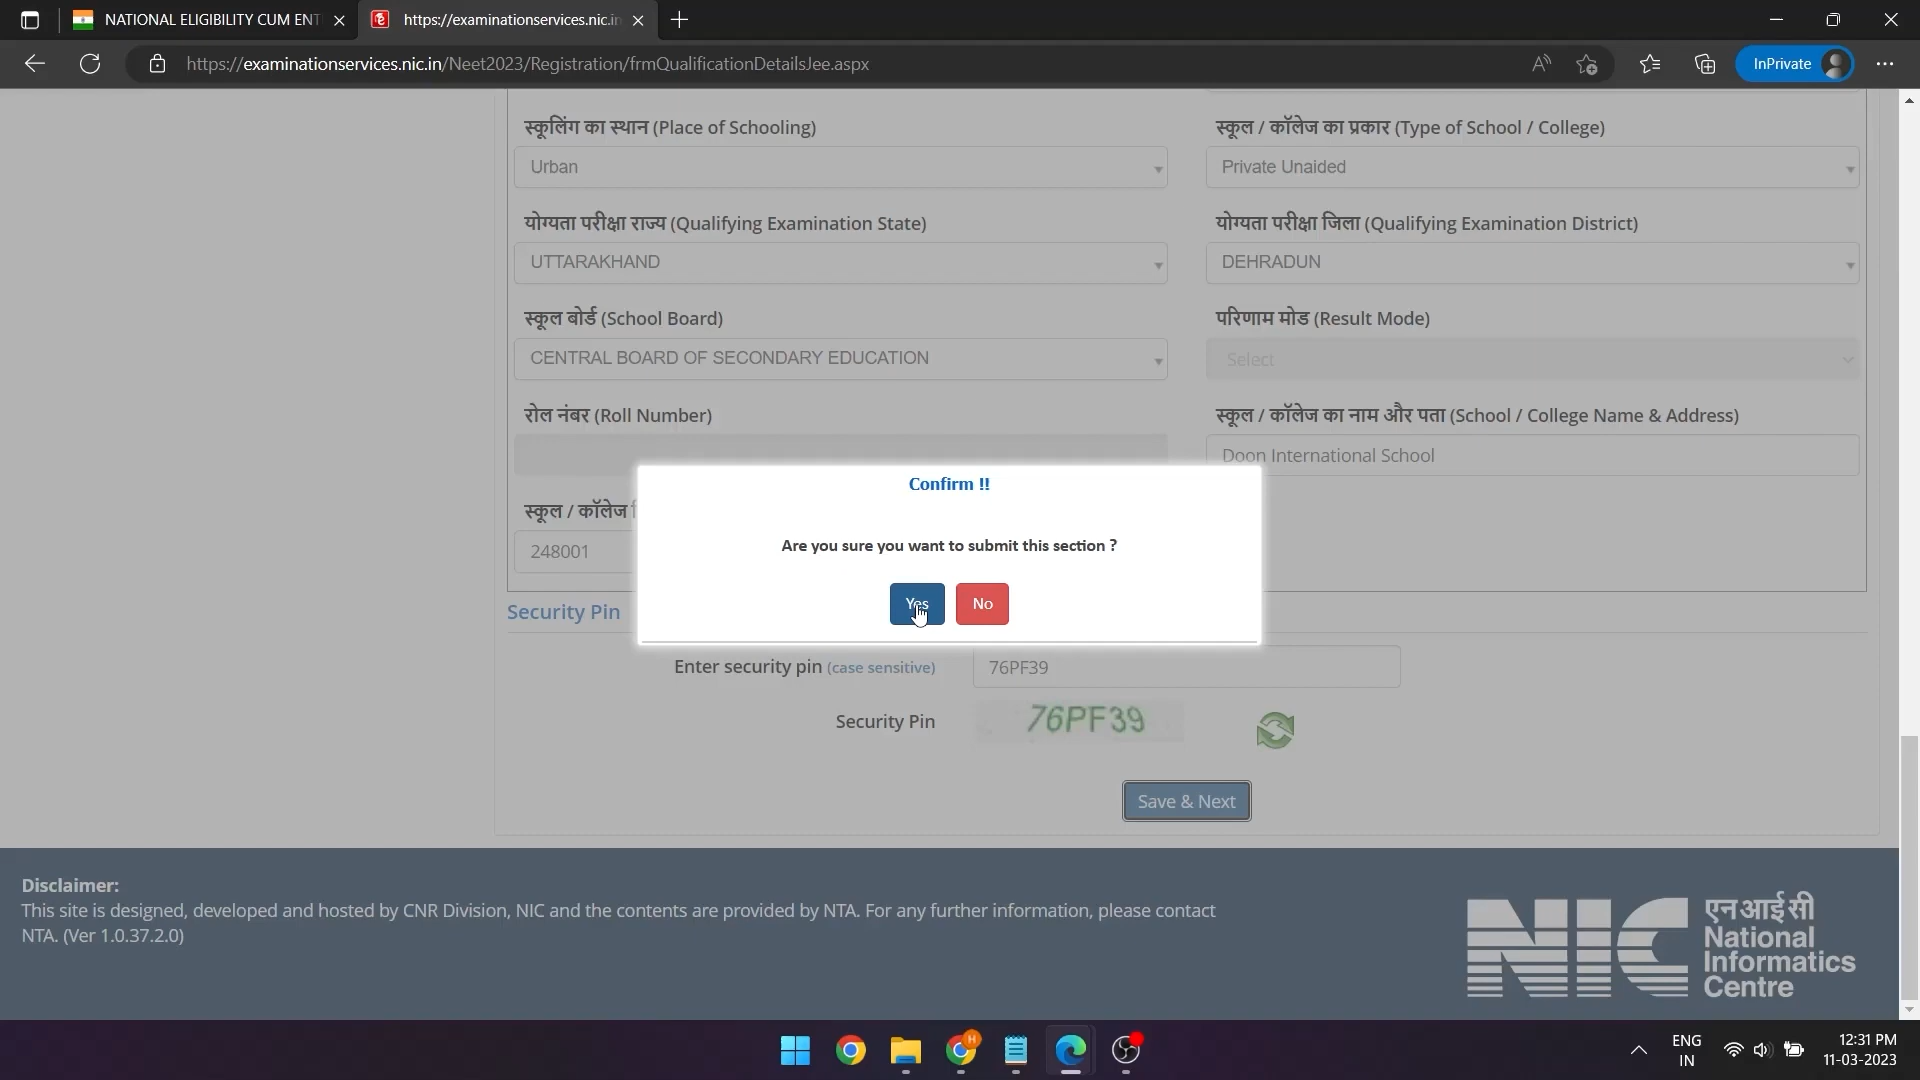 NATIONAL ELIGIBILITY CUM ENT
https://examinationservices.nic.in
https://examinationservices.nic.in/Neet2023/Registration/frmQualificationDetailsJee.aspx
InPrivate
स्कूलिंग का स्थान (Place of Schooling)
स्कूल / कॉलेज का प्रकार (Type of School / College)
Urban
Private Unaided
योग्यता परीक्षा राज्य (Qualifying Examination State)
योग्यता परीक्षा जिला (Qualifying Examination District)
UTTARAKHAND
DEHRADUN
स्कूल बोर्ड (School Board)
परिणाम मोड (Result Mode)
CENTRAL BOARD OF SECONDARY EDUCATION
Select
रोल नंबर (Roll Number)
स्कूल / कॉलेज का नाम और पता (School / College Name & Address)
Doon International School
Confirm !!
स्कूल / कॉलेज
Are you sure you want to submit this section ?
248001
Yes
No
Security Pin
Enter security pin (case sensitive)
76PF39
Security Pin
76PF39
Save & Next
Disclaimer:
This site is designed, developed and hosted by CNR Division, NIC and the contents are provided by NTA. For any further information, please contact
NTA. (Ver 1.0.37.2.0)
NIC
एनआईसी
National
Informatics
Centre
H
ENG
IN
12:31 PM
11-03-2023